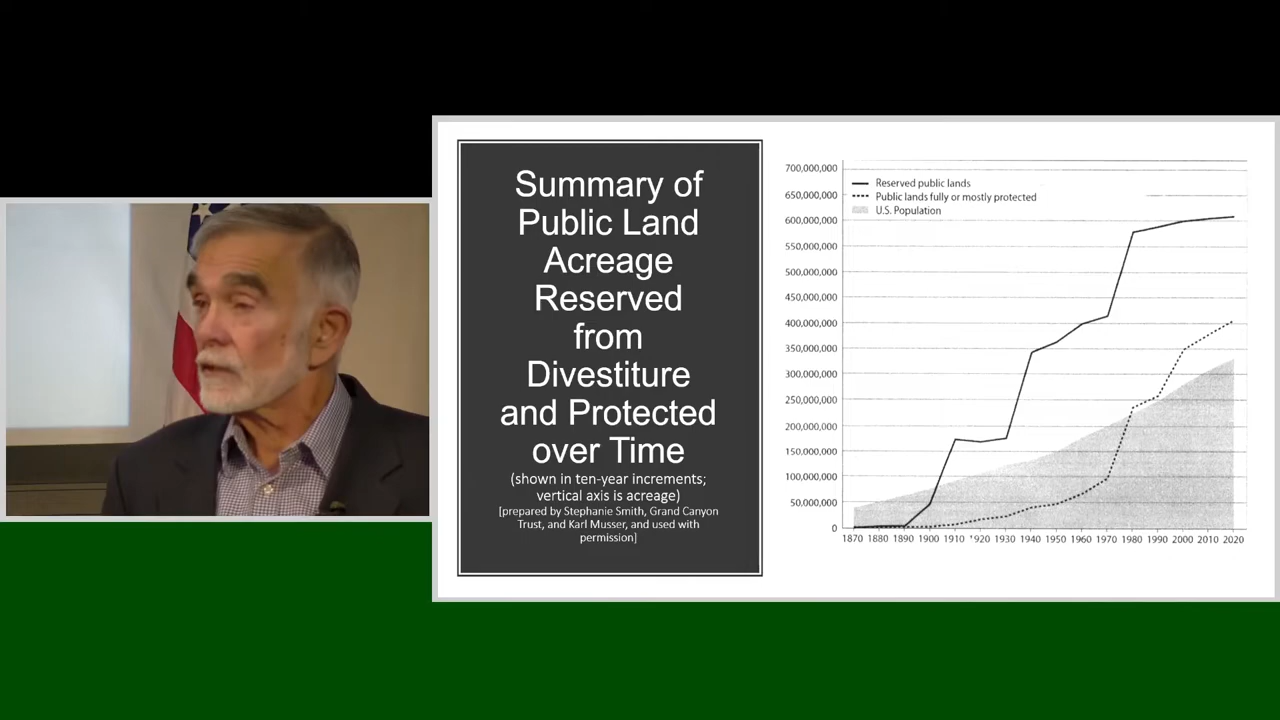 Summary of
Public Land
Acreage
Reserved
from
Divestiture
and Protected
over Time
(shown in ten-year increments;
vertical axis is acreage)
[prepared by Stephanie Smith, Grand Canyon
Trust, and Karl Musser, and used with
permission]
Reserved public lands
Public lands fully or mostly protected
U.S. Population
700,000,000
650,000,000
600,000,000
550,000,000
500,000,000
450,000,000
400,000,000
350,000,000
300,000,000
250,000,000
200,000,000
150,000,000
100,000,000
50,000,000
0
1870 1880 1890 1900 1910 1920 1930 1940 1950 1960 1970 1980 1990 2000 2010 2020